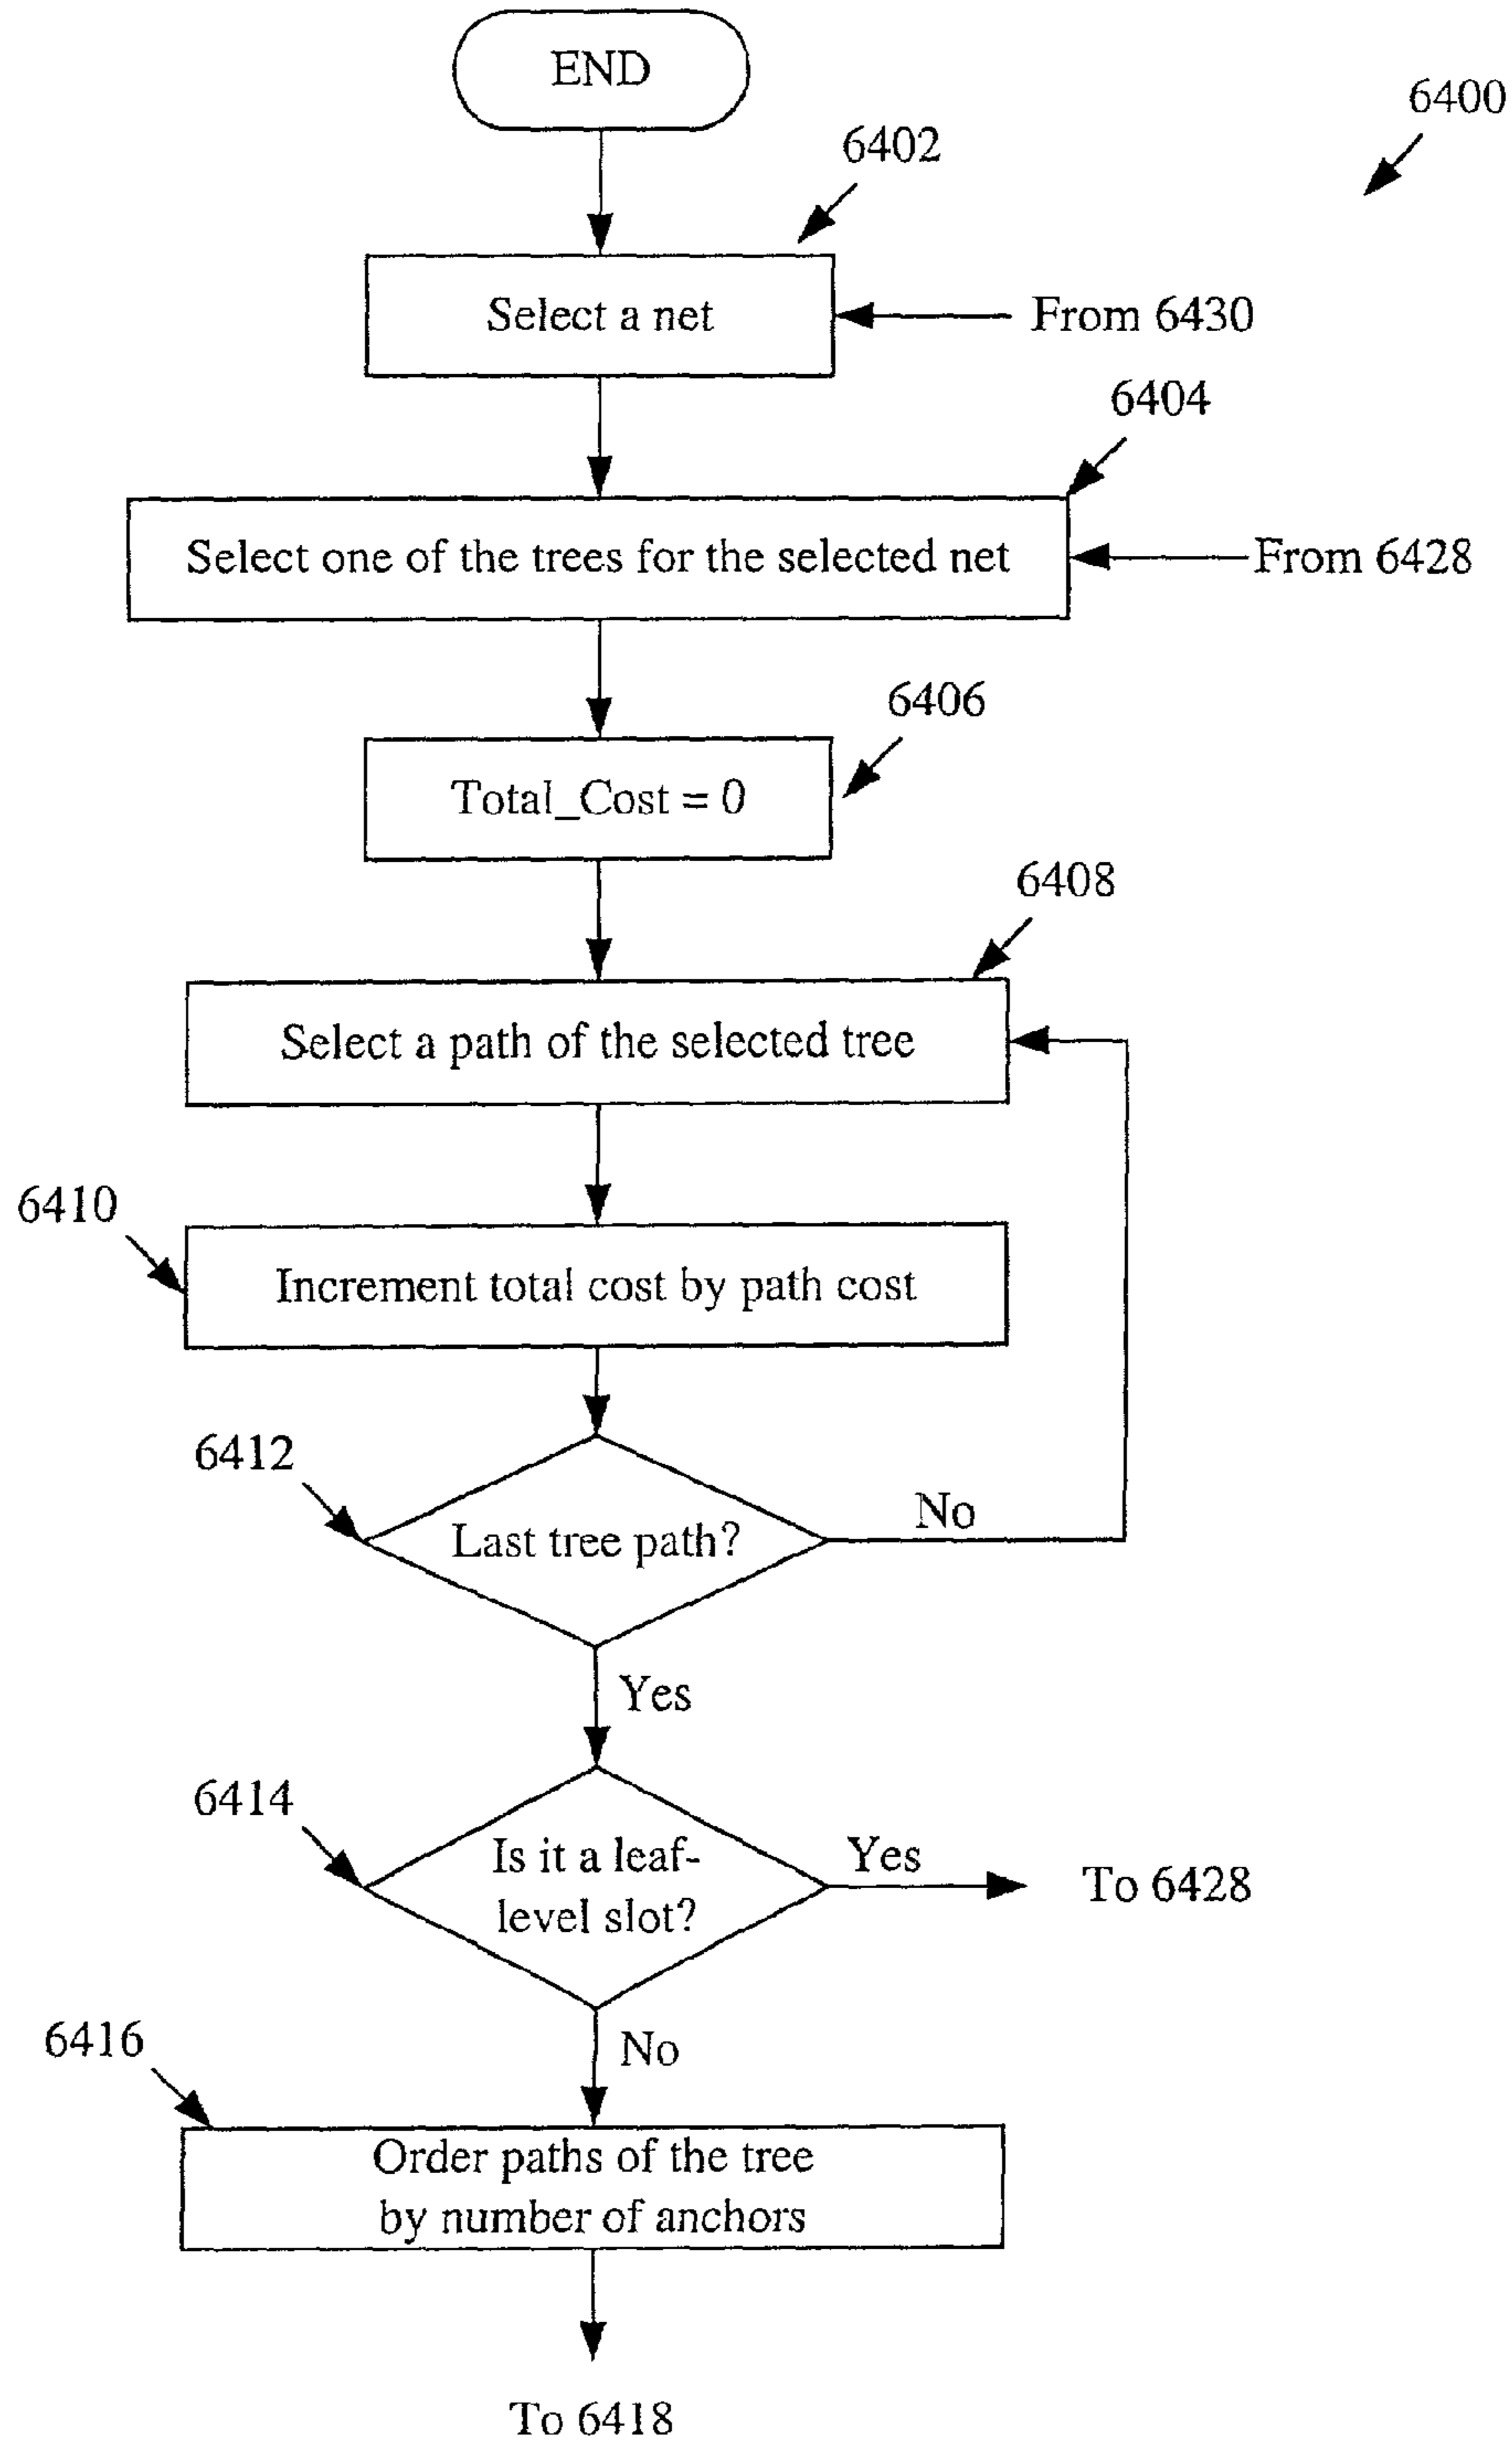 END
6400
6402
Select a net
From 6430
6404
Select one of the trees for the selected net
From 6428
6406
Total_Cost = 0
6408
Select a path of the selected tree
6410
Increment total cost by path cost
6412
Last tree path?
No
Yes
6414
Is it a leaf-
level slot?
Yes
To 6428
No
6416
Order paths of the tree
by number of anchors
To 6418